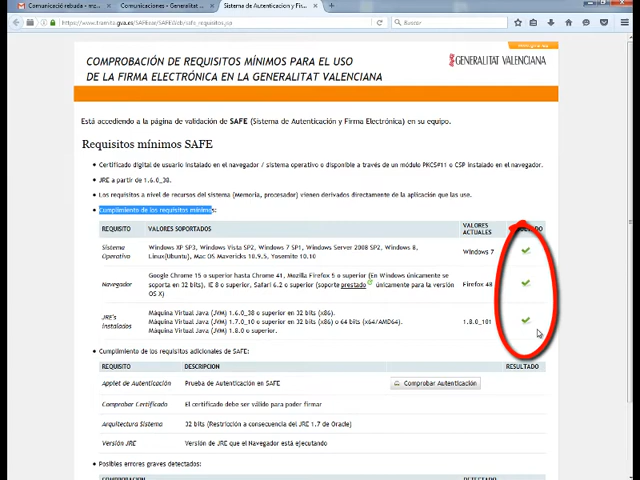 Comunicació rebuda - mo...
Comunicaciones - Generalitat ...
Sistema de Autenticacion y Fi...
https://www.tramita.gva.es/SAFEsor/SAFEWeb/safe_requisitos_ini
Buscar
COMPROBACIÓN DE REQUISITOS MÍNIMOS PARA EL USO
DE LA FIRMA ELECTRÓNICA EN LA GENERALITAT VALENCIANA
GENERALITAT VALENCIANA
Está accediendo a la página de validación de SAFE (Sistema de Autenticación y Firma Electrónica) en su equipo.
Requisitos mínimos SAFE
Certificado digital de usuario instalado en el navegador / sistema operativo o disponible a través de un módulo PKCS#11 o CSP instalado en el navegador.
JRE a partir de 1.6.0_38.
Los requisitos a nivel de recursos del sistema (Memoria, procesador) vienen derivados directamente de la aplicación que las use.
Cumplimiento de los requisitos mínimos:
REQUISITO VALORES SOPORTADOS VALORES ACTUALES RESULTADO
Sistema Operativo
Windows XP SP3, Windows Vista SP2, Windows 7 SP1, Windows Server 2008 SP2, Windows 8,
Linux(Ubuntu), Mac OS Mavericks 10.9.5, Yosemite 10.10
Windows 7
Navegador
Google Chrome 15 o superior hasta Chrome 41, Mozilla Firefox 5 o superior (En Windows únicamente se
soporta en 32 bits), IE 8 o superior, Safari 6.2 o superior (soporte prestado únicamente para la versión
OS X)
Firefox 48
JRE's Instalados
Máquina Virtual Java (JVM) 1.6.0_38 o superior en 32 bits (x86).
Máquina Virtual Java (JVM) 1.7.0_10 o superior en 32 bits (x86) o 64 bits (x64/AMD64).
Máquina Virtual Java (JVM) 1.8.0 o superior.
1.8.0_101
Cumplimiento de los requisitos adicionales de SAFE:
REQUISITO DESCRIPCION RESULTADO
Applet de Autenticación Prueba de Autenticación en SAFE Comprobar Autenticación
Comprobar Certificado El certificado debe ser válido para poder firmar
Arquitectura Sistema 32 bits (Restricción a consecuencia del JRE 1.7 de Oracle)
Versión JRE Versión de JRE que el Navegador está ejecutando
Posibles errores graves detectados: